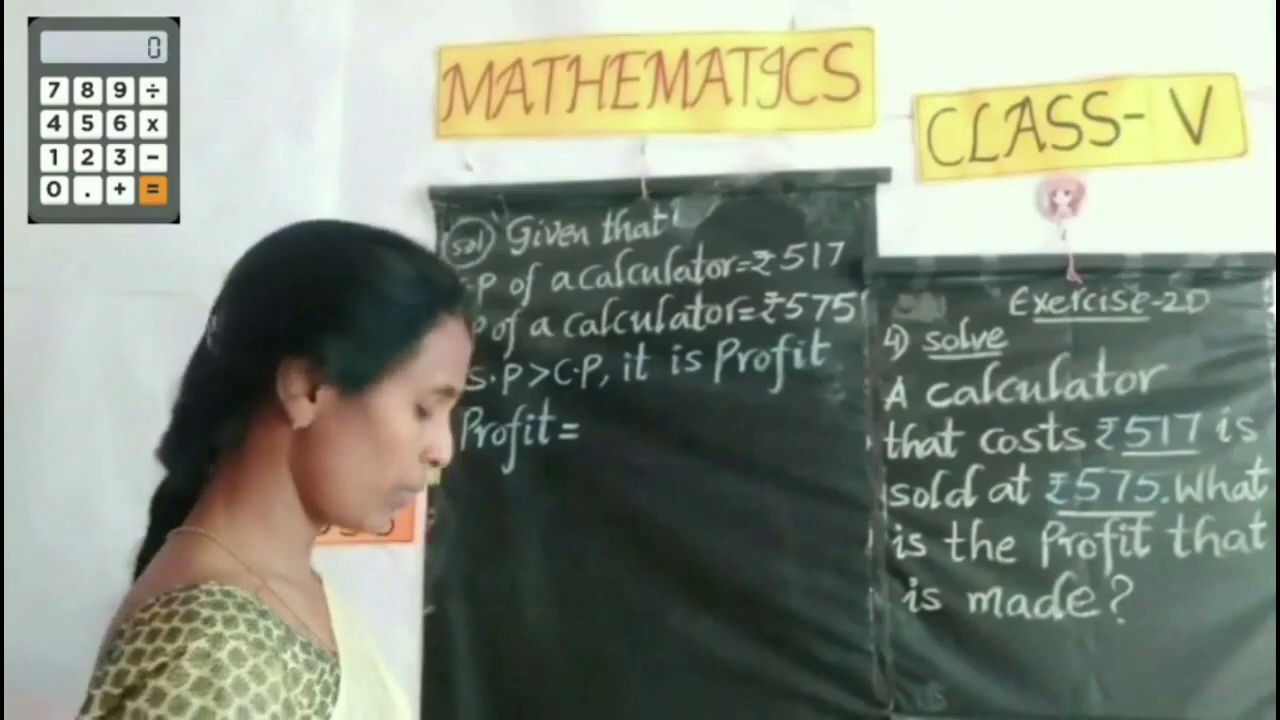 0
7 8 9 ÷
4 5 6 x
1 2 3 −
0 . + =
MATHEMATICS
CLASS- V
(sol) Given that
P of a calculator=₹517
P of a calculator=₹575
S.P>C.P, it is Profit
Profit=
Exercise-2D
4) solve
A calculator
that costs ₹517 is
sold at ₹575.What
is the Profit that
is made?